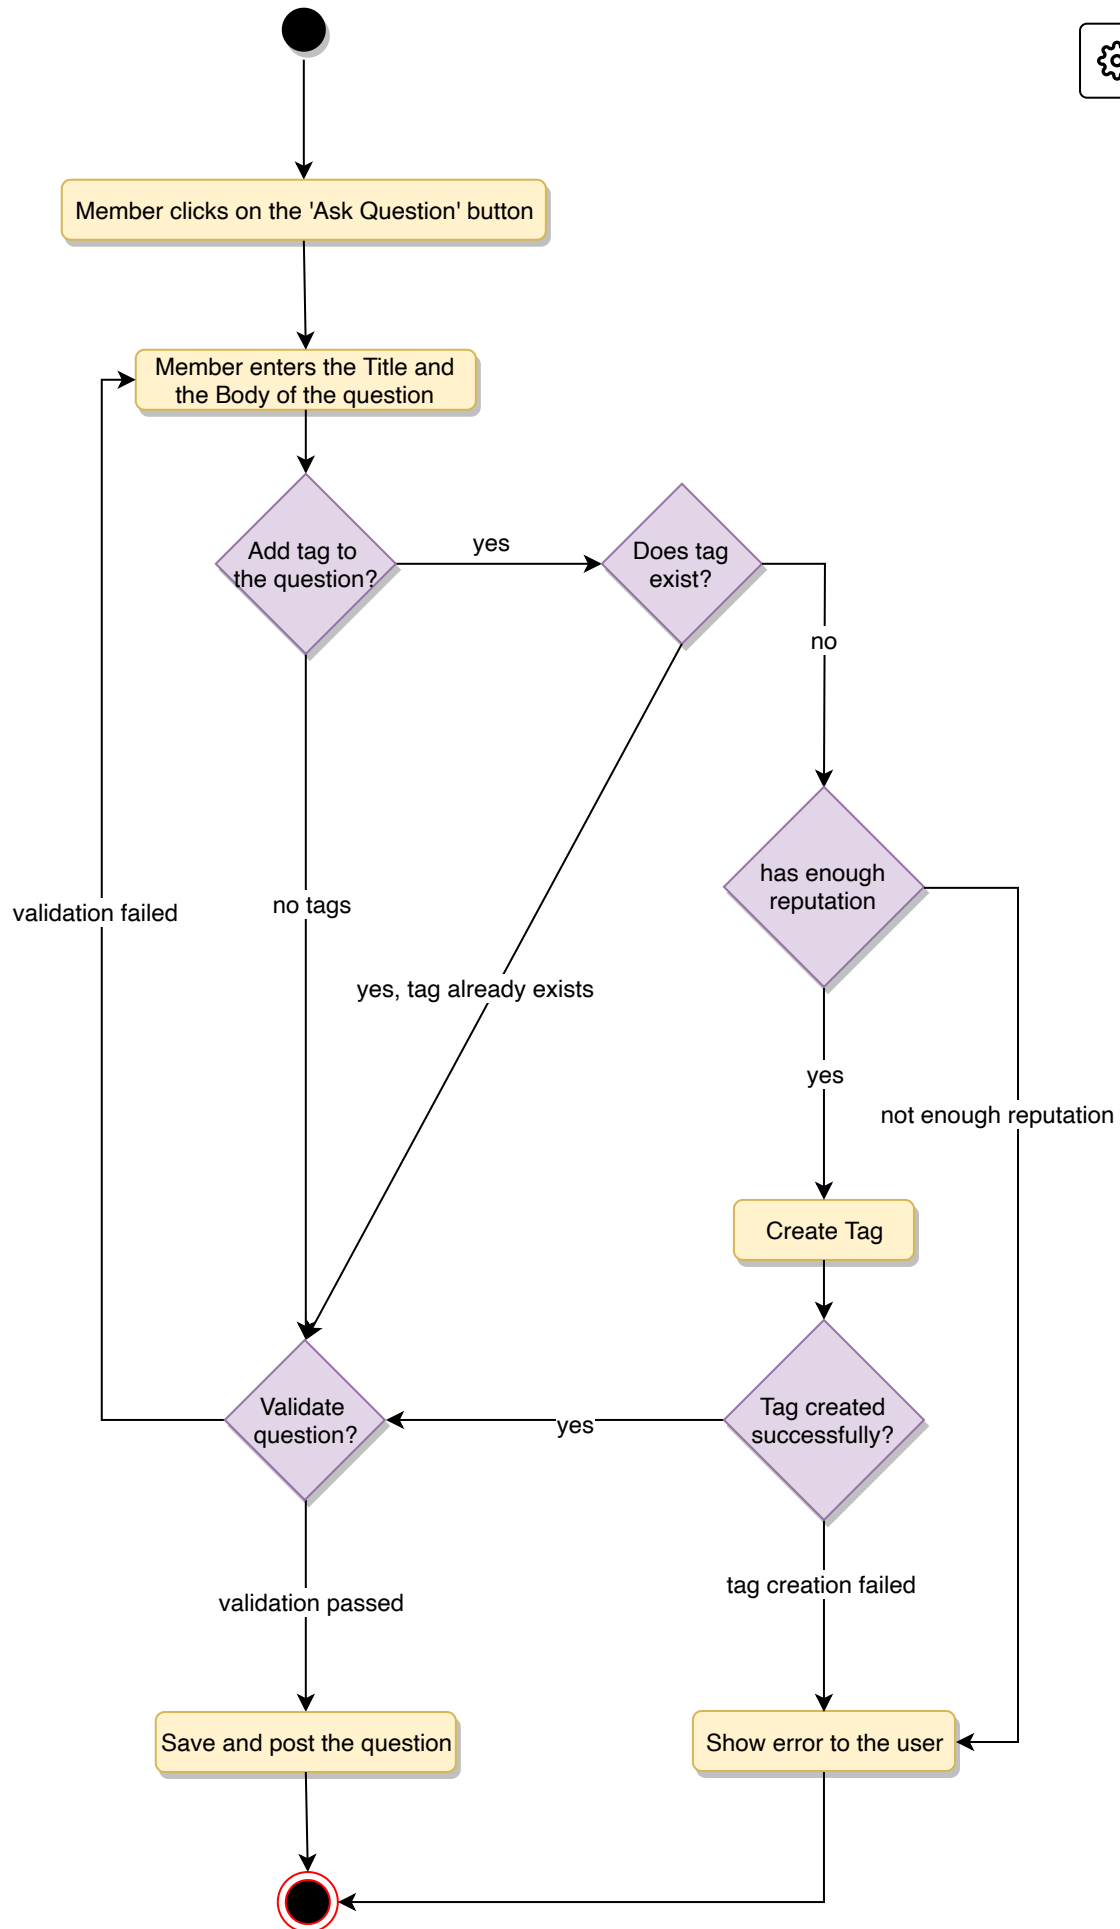 Member clicks on the 'Ask Question' button
Member enters the Title and
the Body of the question
Add tag to
the question?
yes
Does tag
exist?
no
has enough
reputation
validation failed
no tags
yes, tag already exists
yes
not enough reputation
Create Tag
Validate
question?
yes
Tag created
successfully?
validation passed
tag creation failed
Save and post the question
Show error to the user